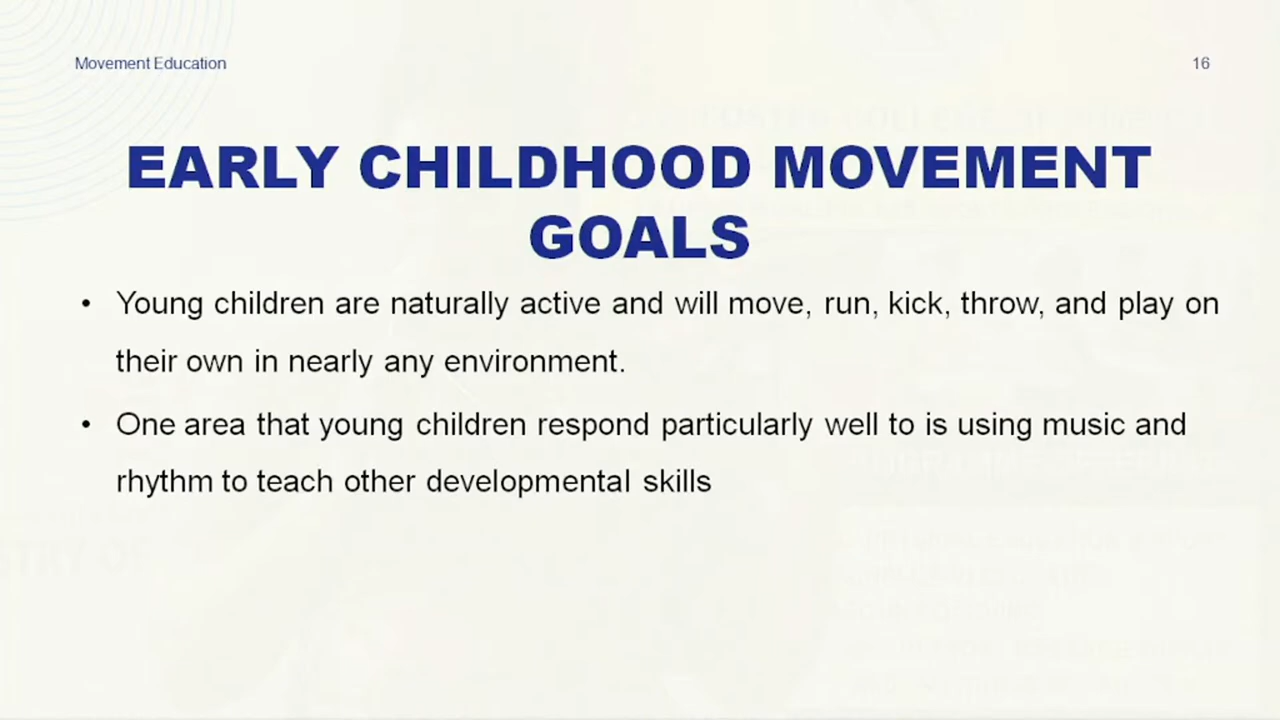 Movement Education
16
EARLY CHILDHOOD MOVEMENT
GOALS
• Young children are naturally active and will move, run, kick, throw, and play on
their own in nearly any environment.
• One area that young children respond particularly well to is using music and
rhythm to teach other developmental skills